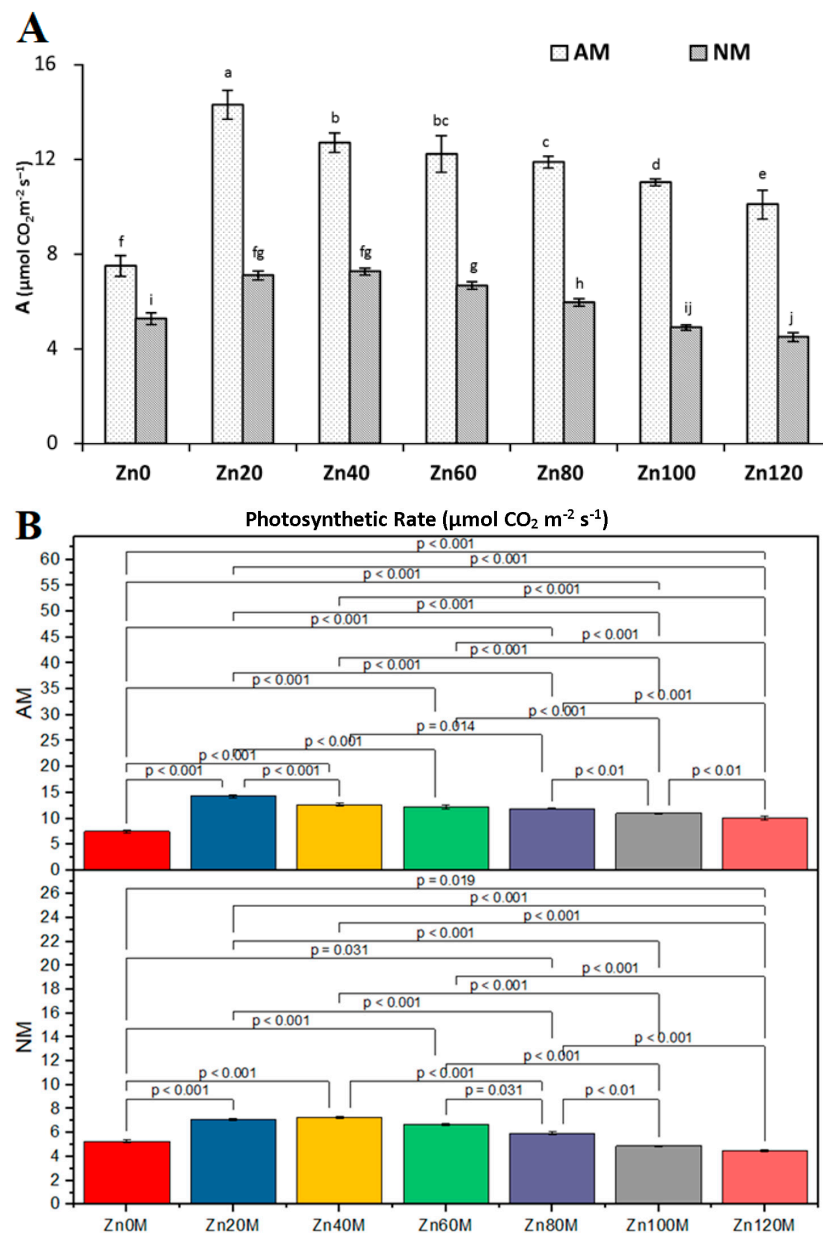 A
AM NM
16
12
8
4
0
A (µmol CO₂m⁻² s⁻¹)
f i a fg b fg bc g c h d ij e j
Zn0 Zn20 Zn40 Zn60 Zn80 Zn100 Zn120
B
Photosynthetic Rate (µmol CO₂ m⁻² s⁻¹)
AM
60
55
50
45
40
35
30
25
20
15
10
5
0
p < 0.001
p < 0.001
p < 0.001
p < 0.001
p < 0.001
p < 0.001
p < 0.001
p < 0.001
p < 0.001
p < 0.001
p < 0.001
p < 0.001
p = 0.014
p < 0.001
p < 0.001
p < 0.001 p < 0.001 p < 0.01 p < 0.01
NM
26
24
22
20
18
16
14
12
10
8
6
4
2
0
p = 0.019
p < 0.001
p < 0.001
p < 0.001
p = 0.031
p < 0.001
p < 0.001
p < 0.001
p < 0.001
p < 0.001
p < 0.001
p < 0.001 p < 0.001
p < 0.001 p = 0.031 p < 0.01
Zn0M Zn20M Zn40M Zn60M Zn80M Zn100M Zn120M